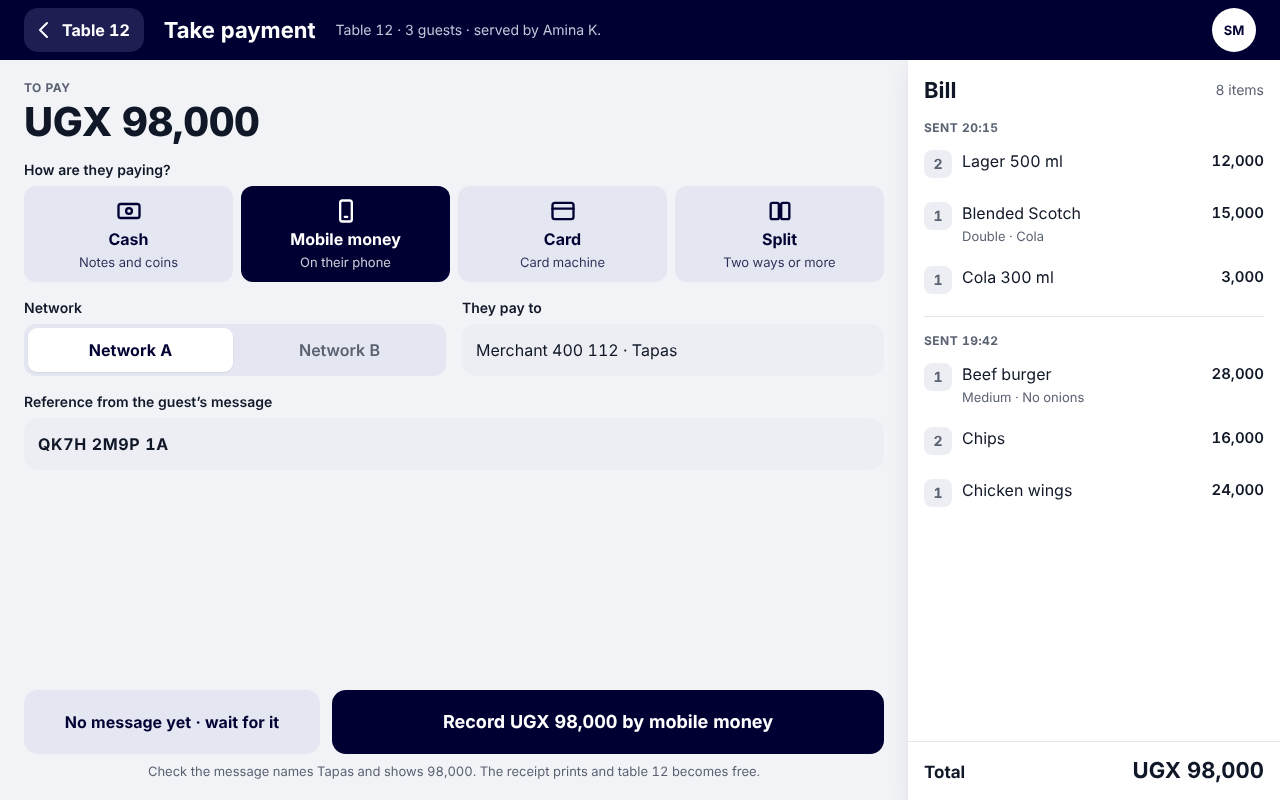 Table 12
Take payment
Table 12 · 3 guests · served by Amina K.
SM
TO PAY
UGX 98,000
How are they paying?
Cash
Notes and coins
Mobile money
On their phone
Card
Card machine
Split
Two ways or more
Network
Network A
Network B
They pay to
Merchant 400 112 · Tapas
Reference from the guest’s message
QK7H 2M9P 1A
No message yet · wait for it
Record UGX 98,000 by mobile money
Check the message names Tapas and shows 98,000. The receipt prints and table 12 becomes free.
Bill
8 items
SENT 20:15
2 Lager 500 ml 12,000
1 Blended Scotch 15,000
Double · Cola
1 Cola 300 ml 3,000
SENT 19:42
1 Beef burger 28,000
Medium · No onions
2 Chips 16,000
1 Chicken wings 24,000
Total UGX 98,000